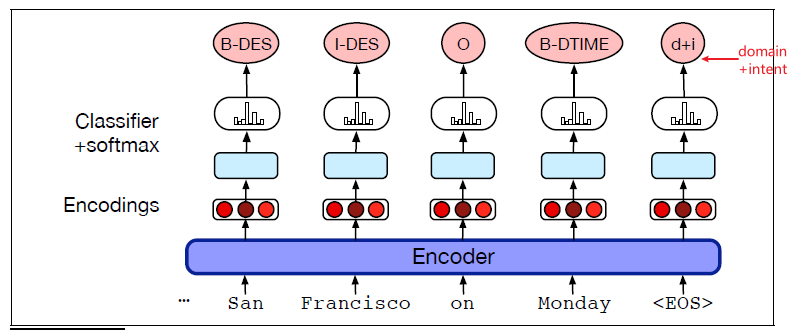 B-DES I-DES O B-DTIME d+i
domain
+intent
Classifier
+softmax
Encodings
Encoder
... San Francisco on Monday <EOS>